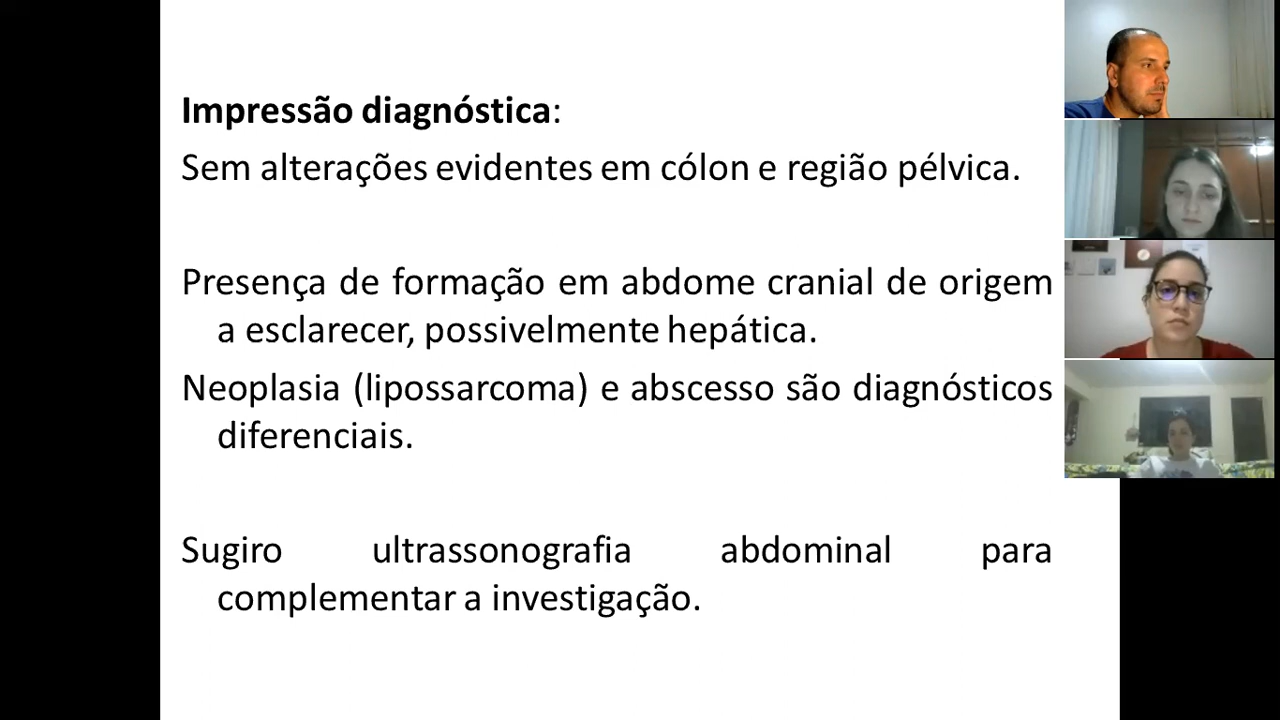 Impressão diagnóstica:
Sem alterações evidentes em cólon e região pélvica.
Presença de formação em abdome cranial de origem
a esclarecer, possivelmente hepática.
Neoplasia (lipossarcoma) e abscesso são diagnósticos
diferenciais.
Sugiro ultrassonografia abdominal para
complementar a investigação.